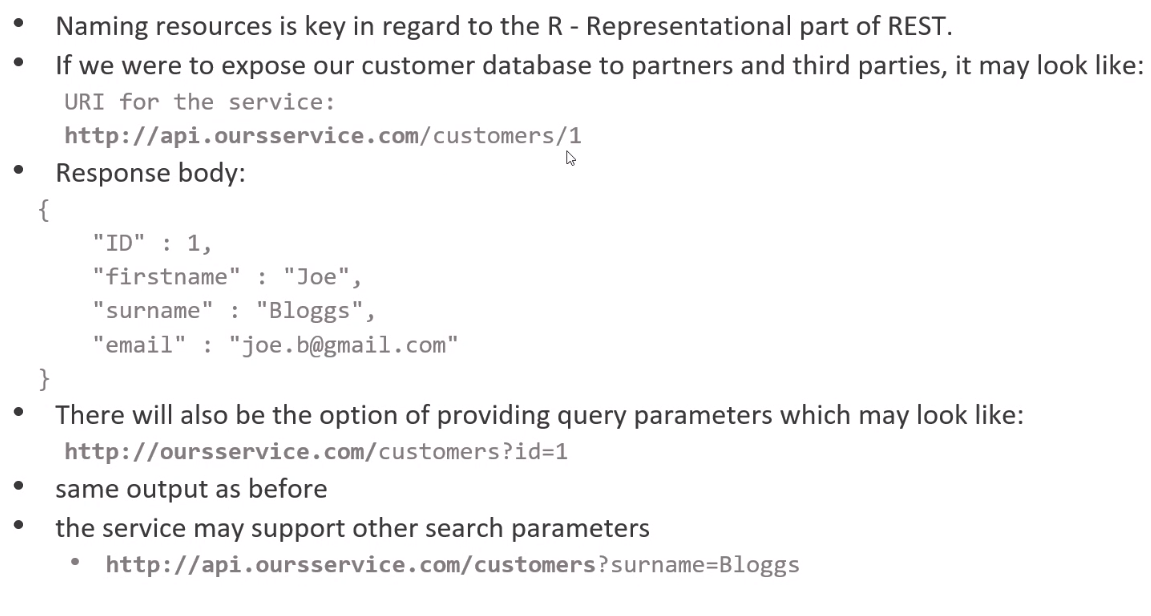 • Naming resources is key in regard to the R - Representational part of REST.
• If we were to expose our customer database to partners and third parties, it may look like:
URI for the service:
http://api.oursservice.com/customers/1
• Response body:
{
"ID" : 1,
"firstname" : "Joe",
"surname" : "Bloggs",
"email" : "joe.b@gmail.com"
}
• There will also be the option of providing query parameters which may look like:
http://oursservice.com/customers?id=1
• same output as before
• the service may support other search parameters
• http://api.oursservice.com/customers?surname=Bloggs